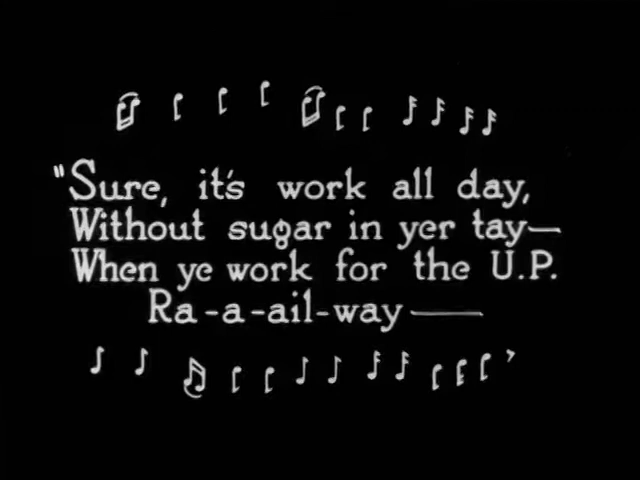 "Sure, it's work all day,
Without sugar in yer tay—
When ye work for the U.P.
Ra-a-ail-way—